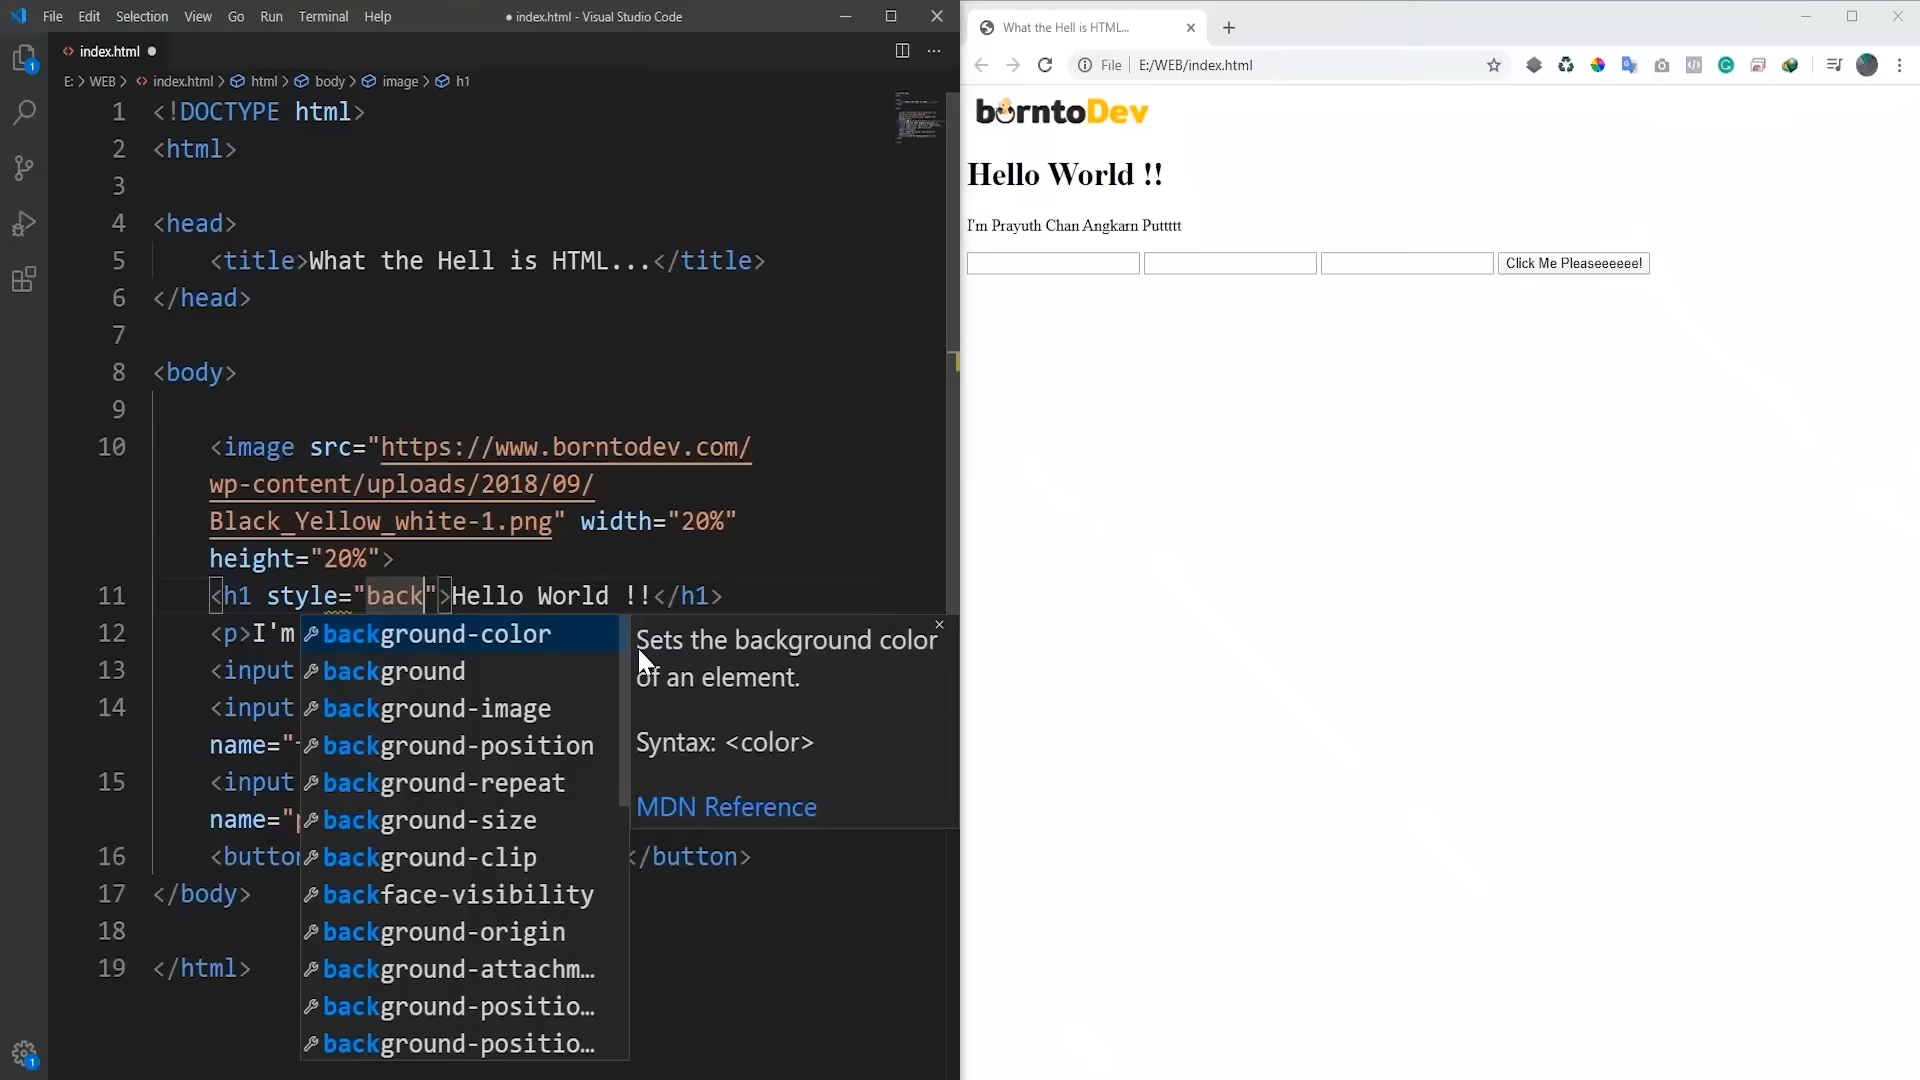 File Edit Selection View Go Run Terminal Help
● index.html - Visual Studio Code
index.html ●
E: > WEB > index.html > html > body > image > h1
1 <!DOCTYPE html>
2 <html>
3
4 <head>
5 <title>What the Hell is HTML...</title>
6 </head>
7
8 <body>
9
10 <image src="https://www.borntodev.com/
wp-content/uploads/2018/09/
Black_Yellow_white-1.png" width="20%"
height="20%">
11 <h1 style="back">Hello World !!</h1>
12 <p>I'm
13 <input
14 <input
name="
15 <input
name="p
16 <button </button>
17 </body>
18
19 </html>
background-color
background
background-image
background-position
background-repeat
background-size
background-clip
backface-visibility
background-origin
background-attachm...
background-positio...
background-positio...
Sets the background color
of an element.
Syntax: <color>
MDN Reference
1
1
What the Hell is HTML...
File E:/WEB/index.html
borntoDev
Hello World !!
I'm Prayuth Chan Angkarn Puttttt
Click Me Pleaseeeeee!